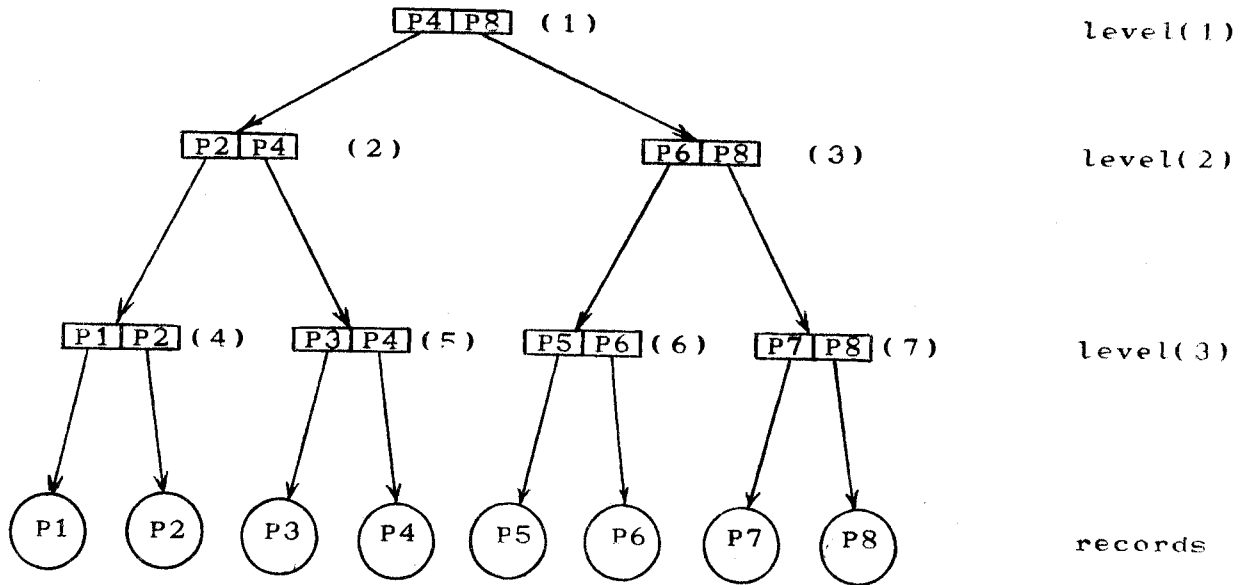 P4 P8 (1) level(1)
P2 P4 (2) P6 P8 (3) level(2)
P1 P2 (4) P3 P4 (5) P5 P6 (6) P7 P8 (7) level(3)
P1 P2 P3 P4 P5 P6 P7 P8 records